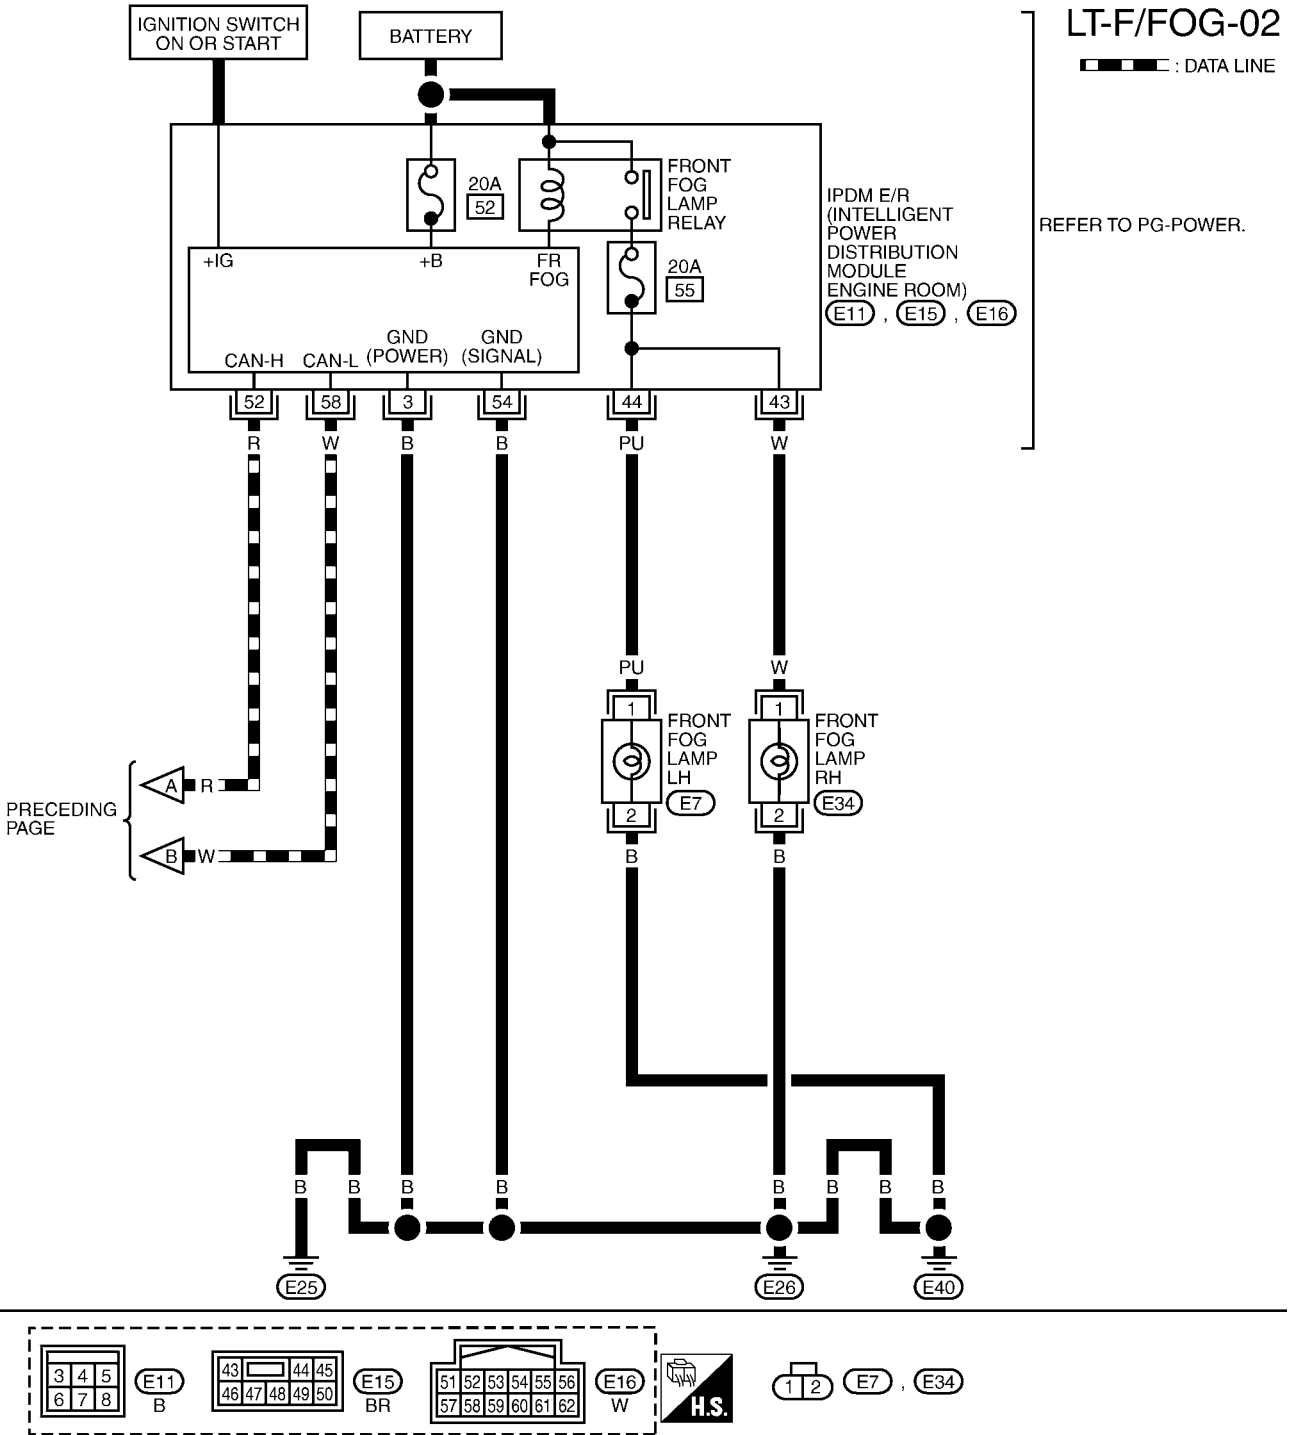 IGNITION SWITCH
ON OR START
BATTERY
LT-F/FOG-02
: DATA LINE
20A
52
FRONT
FOG
LAMP
RELAY
IPDM E/R
(INTELLIGENT
POWER
DISTRIBUTION
MODULE
ENGINE ROOM)
E11 , E15 , E16
REFER TO PG-POWER.
+IG
+B
FR
FOG
20A
55
CAN-H
CAN-L
GND
(POWER)
GND
(SIGNAL)
52 58 3 54 44 43
R W B B PU W
PU W
1 1
FRONT
FOG
LAMP
LH
E7
FRONT
FOG
LAMP
RH
E34
2 2
B B
PRECEDING
PAGE
A R
B W
B B B B B B B B
E25 E26 E40
3 4 5
6 7 8
E11
B
43 44 45
46 47 48 49 50
E15
BR
51 52 53 54 55 56
57 58 59 60 61 62
E16
W
H.S.
1 2
E7 , E34